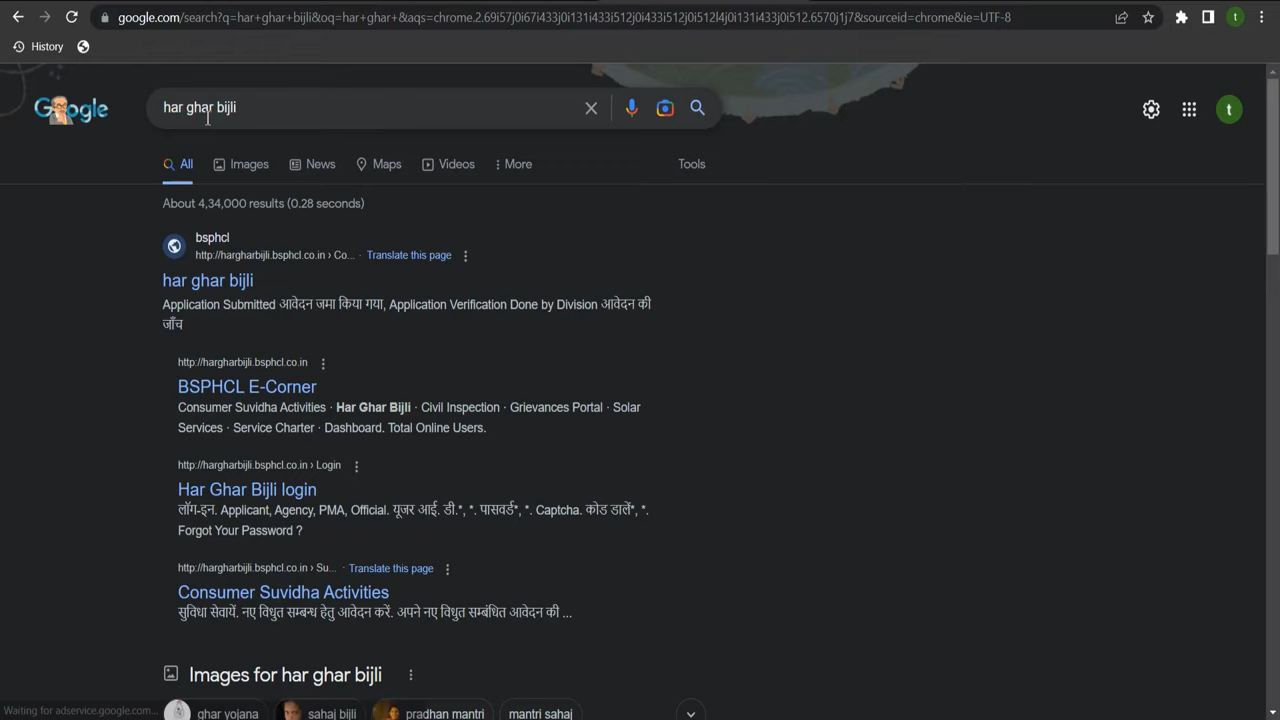 google.com/search?q=har+ghar+bijli&oq=har+ghar+&aqs=chrome.2.69i57j0i67i433j0i131i433i512j0i512l4j0i131i433j0i512.6570j1j7&sourceid=chrome&ie=UTF-8
t
History
Google
har ghar bijli
t
All Images News Maps Videos More Tools
About 4,34,000 results (0.28 seconds)
bsphcl
http://hargharbijli.bsphcl.co.in › Co... Translate this page
har ghar bijli
Application Submitted आवेदन जमा किया गया, Application Verification Done by Division आवेदन की
जाँच
http://hargharbijli.bsphcl.co.in
BSPHCL E-Corner
Consumer Suvidha Activities · Har Ghar Bijli · Civil Inspection · Grievances Portal · Solar
Services · Service Charter · Dashboard. Total Online Users.
http://hargharbijli.bsphcl.co.in › Login
Har Ghar Bijli login
लॉग-इन. Applicant, Agency, PMA, Official. यूजर आई. डी.*, *. पासवर्ड*, *. Captcha. कोड डालें*, *.
Forgot Your Password ?
http://hargharbijli.bsphcl.co.in › Su... Translate this page
Consumer Suvidha Activities
सुविधा सेवायें. नए विधुत सम्बन्ध हेतु आवेदन करें. अपने नए विधुत सम्बंधित आवेदन की ...
Images for har ghar bijli
ghar yojana sahaj bijli pradhan mantri mantri sahaj
Waiting for adservice.google.com...